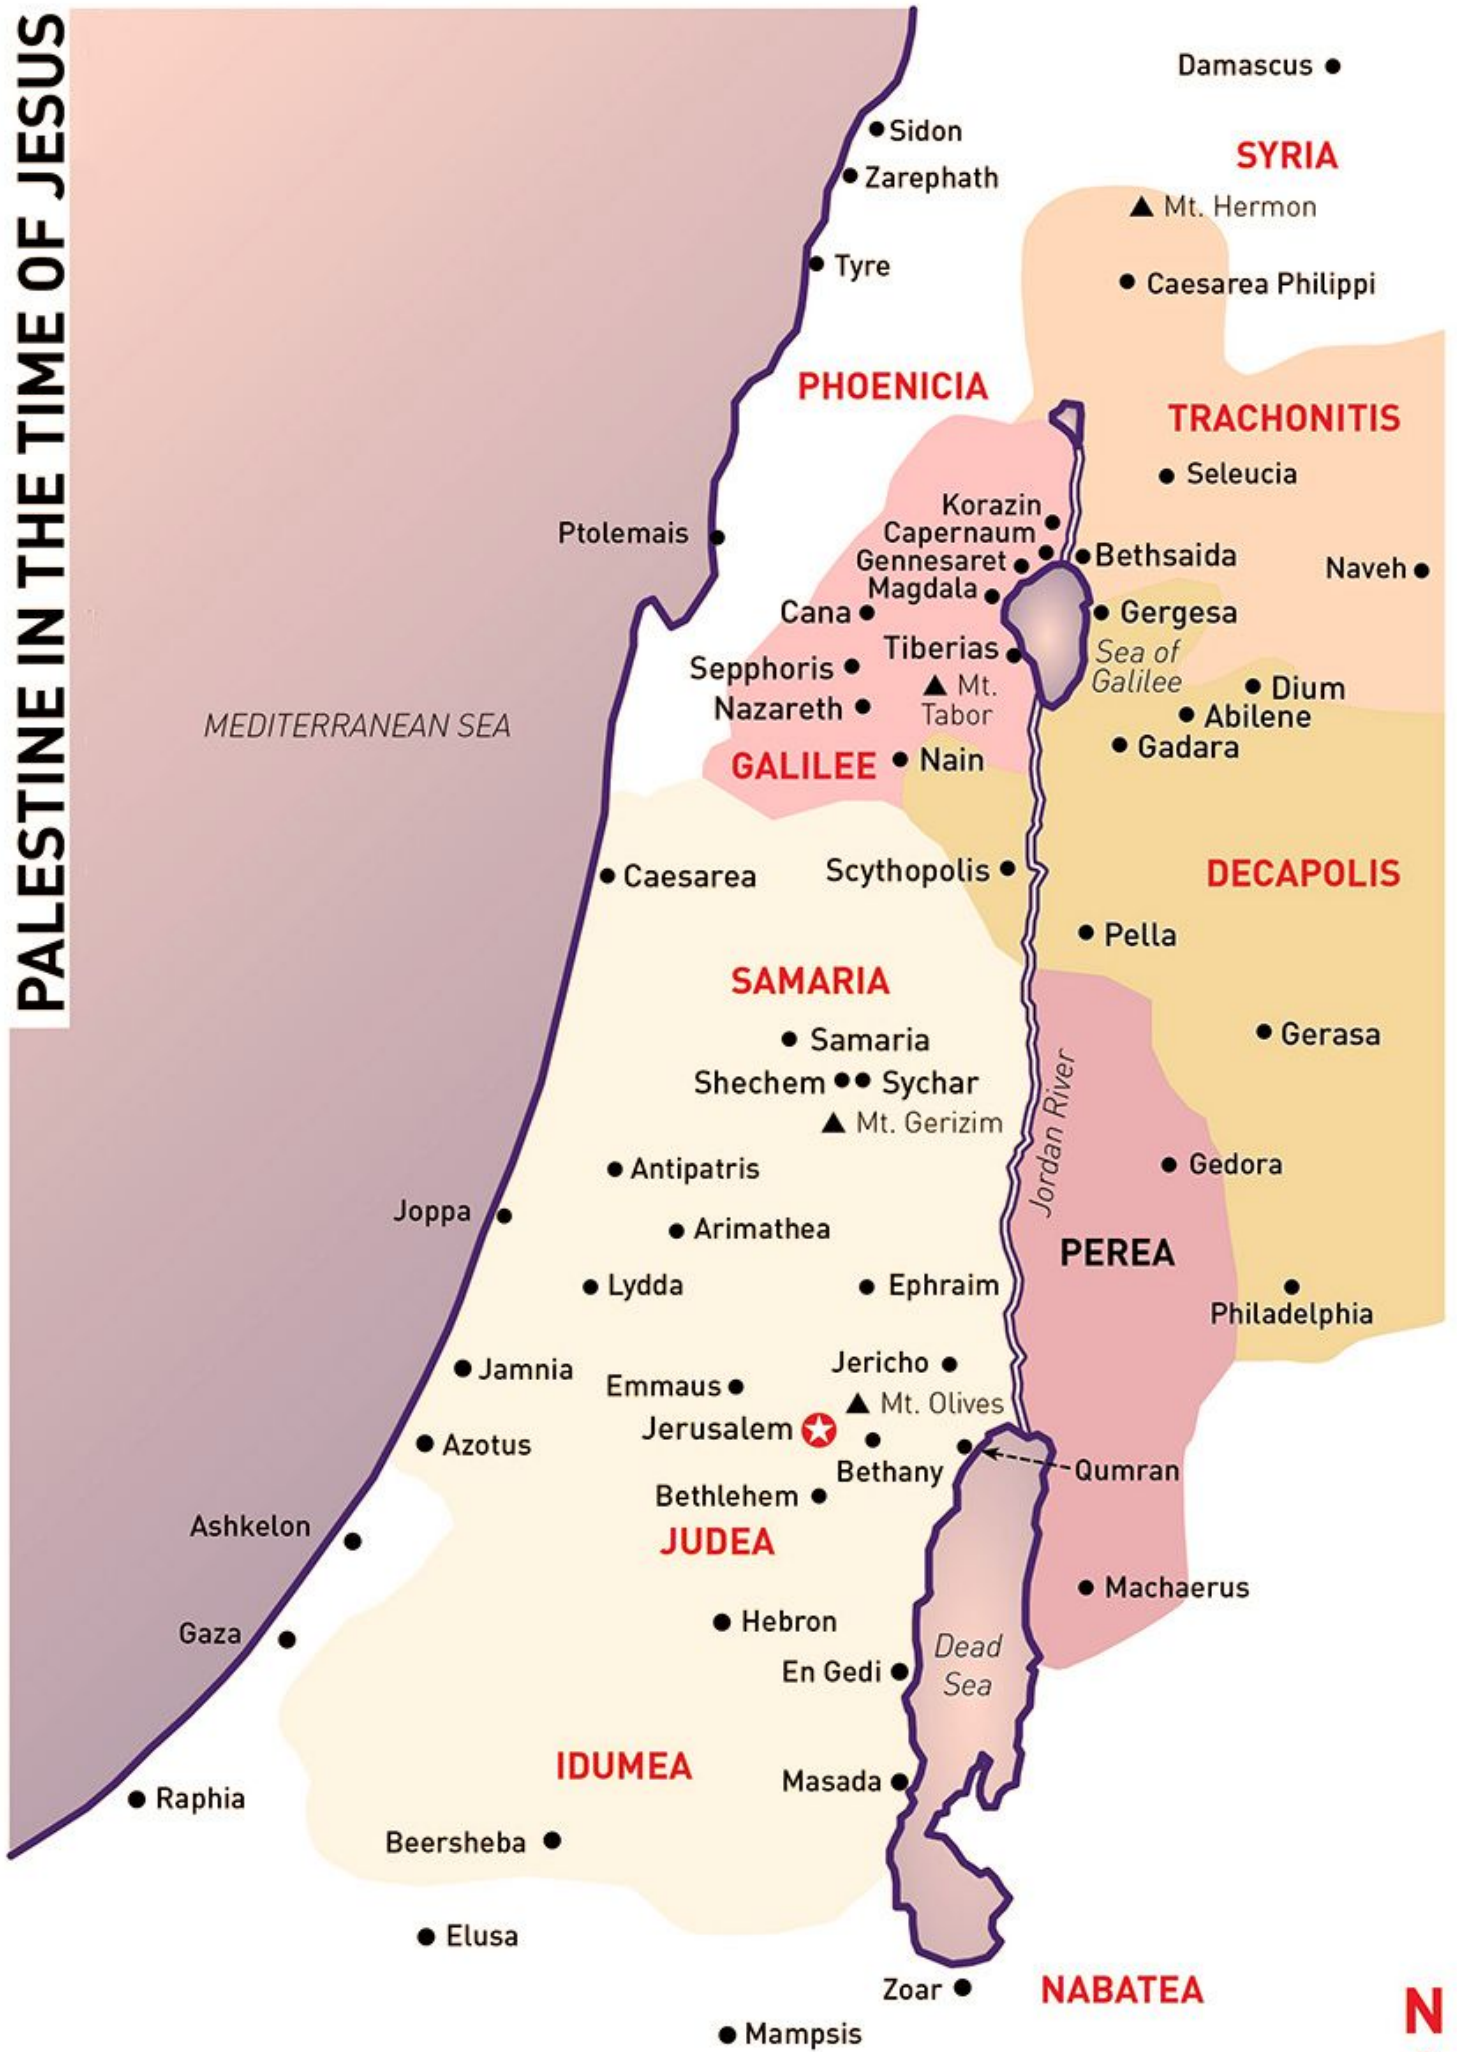 PALESTINE IN THE TIME OF JESUS
Damascus
Sidon
SYRIA
Zarephath
Mt. Hermon
Tyre
Caesarea Philippi
PHOENICIA
TRACHONITIS
Seleucia
Korazin
Ptolemais
Capernaum
Bethsaida
Gennesaret
Naveh
Magdala
Cana
Gergesa
Tiberias
Sea of
Galilee
Sepphoris
Mt.
Tabor
Dium
Nazareth
Abilene
MEDITERRANEAN SEA
Gadara
GALILEE
Nain
Caesarea
Scythopolis
DECAPOLIS
Pella
SAMARIA
Samaria
Gerasa
Shechem
Sychar
Mt. Gerizim
Jordan River
Antipatris
Gedora
Joppa
Arimathea
PEREA
Lydda
Ephraim
Philadelphia
Jericho
Jamnia
Emmaus
Mt. Olives
Jerusalem
Azotus
Bethany
Qumran
Bethlehem
Ashkelon
JUDEA
Machaerus
Hebron
Gaza
Dead
Sea
En Gedi
IDUMEA
Masada
Raphia
Beersheba
Elusa
Zoar
NABATEA
N
Mampsis